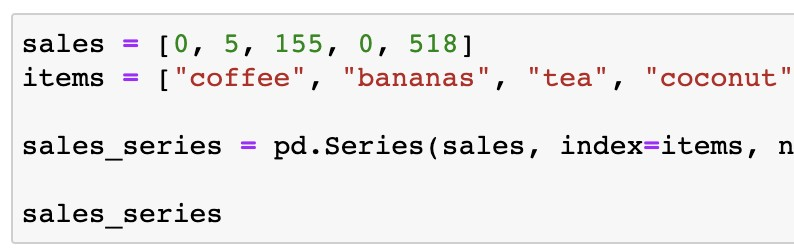 sales = [0, 5, 155, 0, 518]
items = ["coffee", "bananas", "tea", "coconut"
sales_series = pd.Series(sales, index=items, n
sales_series